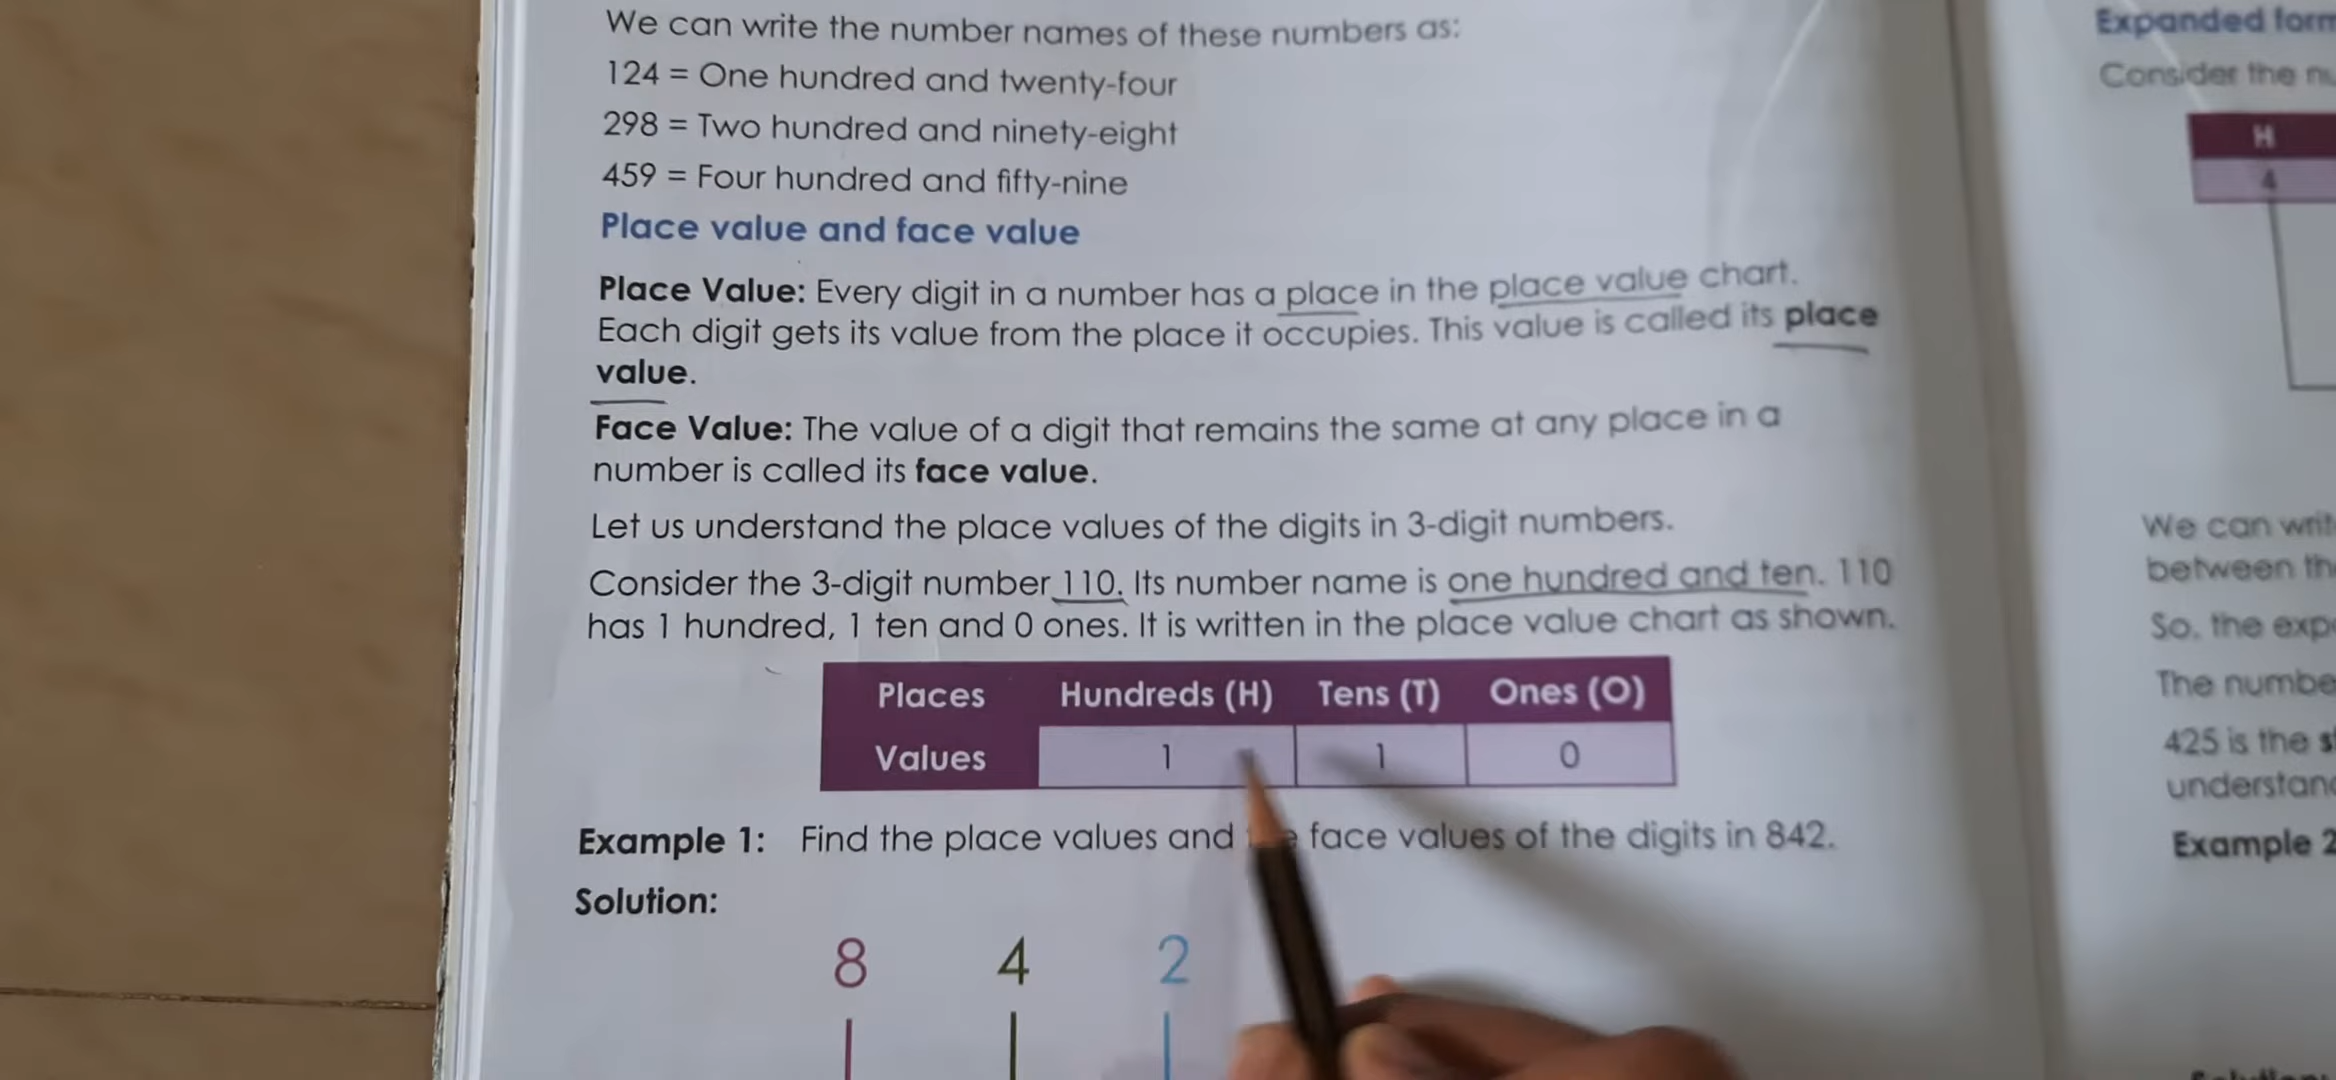 We can write the number names of these numbers as:
124 = One hundred and twenty-four
298 = Two hundred and ninety-eight
459 = Four hundred and fifty-nine
Place value and face value
Place Value: Every digit in a number has a place in the place value chart.
Each digit gets its value from the place it occupies. This value is called its place
value.
Face Value: The value of a digit that remains the same at any place in a
number is called its face value.
Let us understand the place values of the digits in 3-digit numbers.
Consider the 3-digit number 110. Its number name is one hundred and ten. 110
has 1 hundred, 1 ten and 0 ones. It is written in the place value chart as shown.
Places Hundreds (H) Tens (T) Ones (O)
Values 1 1 0
Example 1: Find the place values and face values of the digits in 842.
Solution:
8 4 2
Expanded form
Consider the
H
4
We can
between
So, the
The
425 is the
Example 2